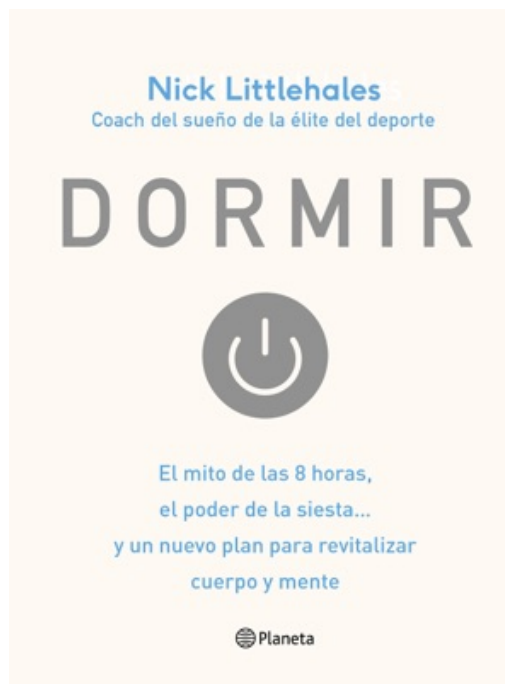 Nick Littlehales
Coach del sueño de la élite del deporte
DORMIR
El mito de las 8 horas,
el poder de la siesta...
y un nuevo plan para revitalizar
cuerpo y mente
Planeta